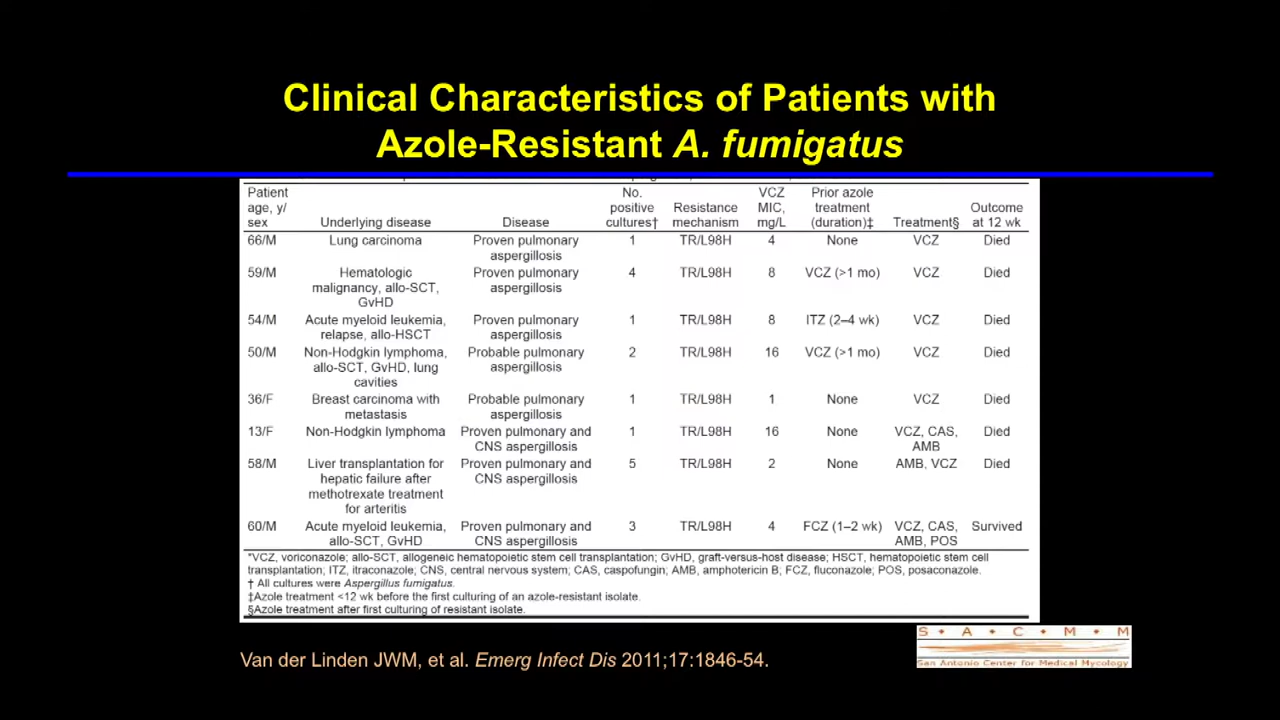 Clinical Characteristics of Patients with
Azole-Resistant A. fumigatus
Patient age, y/ sex | Underlying disease | Disease | No. positive cultures† | Resistance mechanism | VCZ MIC, mg/L | Prior azole treatment (duration)‡ | Treatment§ | Outcome at 12 wk
66/M | Lung carcinoma | Proven pulmonary aspergillosis | 1 | TR/L98H | 4 | None | VCZ | Died
59/M | Hematologic malignancy, allo-SCT, GvHD | Proven pulmonary aspergillosis | 4 | TR/L98H | 8 | VCZ (>1 mo) | VCZ | Died
54/M | Acute myeloid leukemia, relapse, allo-HSCT | Proven pulmonary aspergillosis | 1 | TR/L98H | 8 | ITZ (2–4 wk) | VCZ | Died
50/M | Non-Hodgkin lymphoma, allo-SCT, GvHD, lung cavities | Probable pulmonary aspergillosis | 2 | TR/L98H | 16 | VCZ (>1 mo) | VCZ | Died
36/F | Breast carcinoma with metastasis | Probable pulmonary aspergillosis | 1 | TR/L98H | 1 | None | VCZ | Died
13/F | Non-Hodgkin lymphoma | Proven pulmonary and CNS aspergillosis | 1 | TR/L98H | 16 | None | VCZ, CAS, AMB | Died
58/M | Liver transplantation for hepatic failure after methotrexate treatment for arteritis | Proven pulmonary and CNS aspergillosis | 5 | TR/L98H | 2 | None | AMB, VCZ | Died
60/M | Acute myeloid leukemia, allo-SCT, GvHD | Proven pulmonary and CNS aspergillosis | 3 | TR/L98H | 4 | FCZ (1–2 wk) | VCZ, CAS, AMB, POS | Survived
*VCZ, voriconazole; allo-SCT, allogeneic hematopoietic stem cell transplantation; GvHD, graft-versus-host disease; HSCT, hematopoietic stem cell
transplantation; ITZ, itraconazole; CNS, central nervous system; CAS, caspofungin; AMB, amphotericin B; FCZ, fluconazole; POS, posaconazole.
† All cultures were Aspergillus fumigatus.
‡Azole treatment <12 wk before the first culturing of an azole-resistant isolate.
§Azole treatment after first culturing of resistant isolate.
Van der Linden JWM, et al. Emerg Infect Dis 2011;17:1846-54.
S • A • C • M • M
San Antonio Center for Medical Mycology